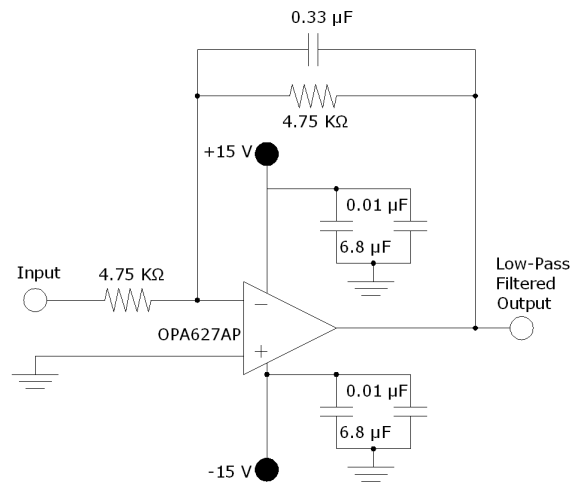 0.33 µF
4.75 KΩ
+15 V
0.01 µF
6.8 µF
Input
4.75 KΩ
Low-Pass
Filtered
Output
−
OPA627AP
+
0.01 µF
6.8 µF
-15 V